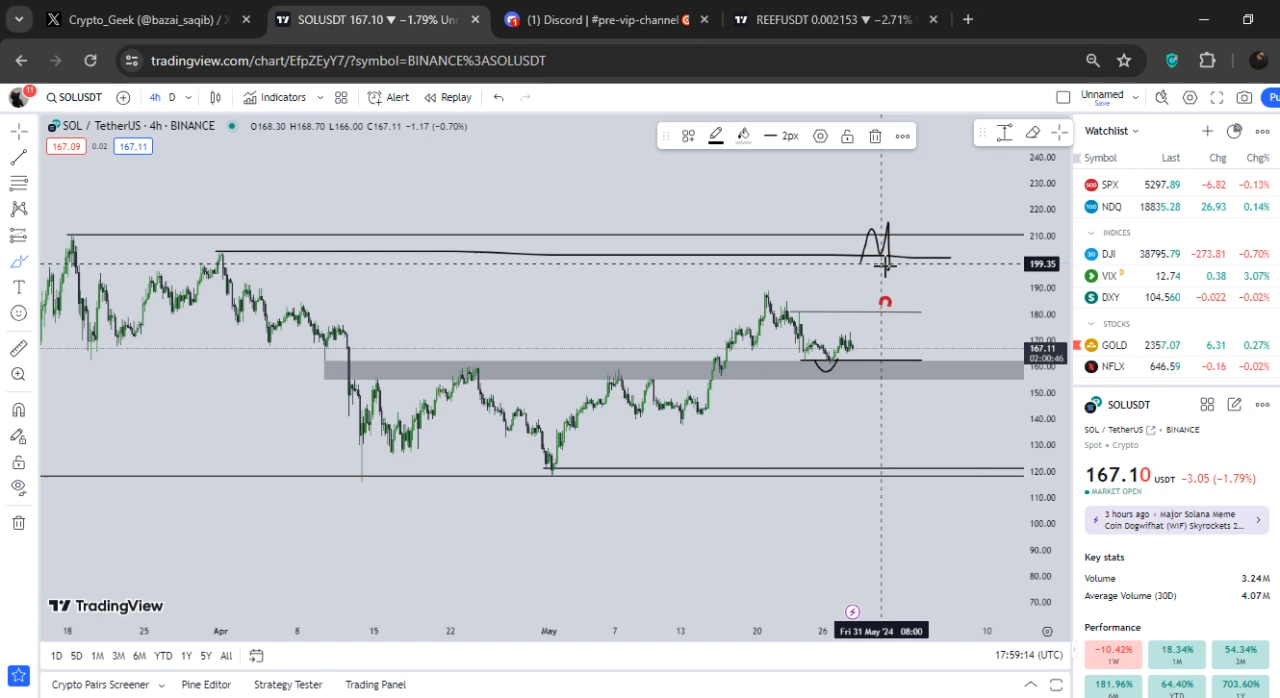 Crypto_Geek (@bazai_saqib) / X
SOLUSDT 167.10 ▼ −1.79% Unn
(1) Discord | #pre-vip-channel
REEFUSDT 0.002153 ▼ −2.71%
tradingview.com/chart/EfpZEyY7/?symbol=BINANCE%3ASOLUSDT
11
SOLUSDT
4h D
Indicators
Alert
Replay
Unnamed
Save
Pu
SOL / TetherUS · 4h · BINANCE
O168.30 H168.70 L166.00 C167.11 −1.17 (−0.70%)
167.09 0.02 167.11
2px
240.00
230.00
220.00
210.00
199.35
190.00
180.00
170.00
167.11
02:00:46
160.00
150.00
140.00
130.00
120.00
110.00
100.00
90.00
80.00
70.00
TradingView
18 25 Apr 8 15 22 May 7 13 20 26 Fri 31 May '24 08:00 10
1D 5D 1M 3M 6M YTD 1Y 5Y All
17:59:14 (UTC)
Crypto Pairs Screener Pine Editor Strategy Tester Trading Panel
Watchlist
Symbol Last Chg Chg%
500 SPX 5297.89 −6.82 −0.13%
100 NDQ 18835.28 26.93 0.14%
INDICES
30 DJI 38795.79 −273.81 −0.70%
VIX D 12.74 0.38 3.07%
$ DXY 104.560 −0.022 −0.02%
STOCKS
GOLD 2357.07 6.31 0.27%
NFLX 646.59 −0.16 −0.02%
SOLUSDT
SOL / TetherUS • BINANCE
Spot • Crypto
167.10 USDT −3.05 (−1.79%)
MARKET OPEN
3 hours ago • Major Solana Meme
Coin Dogwifhat (WIF) Skyrockets 2...
Key stats
Volume 3.24M
Average Volume (30D) 4.07M
Performance
−10.42% 18.34% 54.34%
1W 1M 3M
181.96% 64.40% 703.60%
6M YTD 1Y